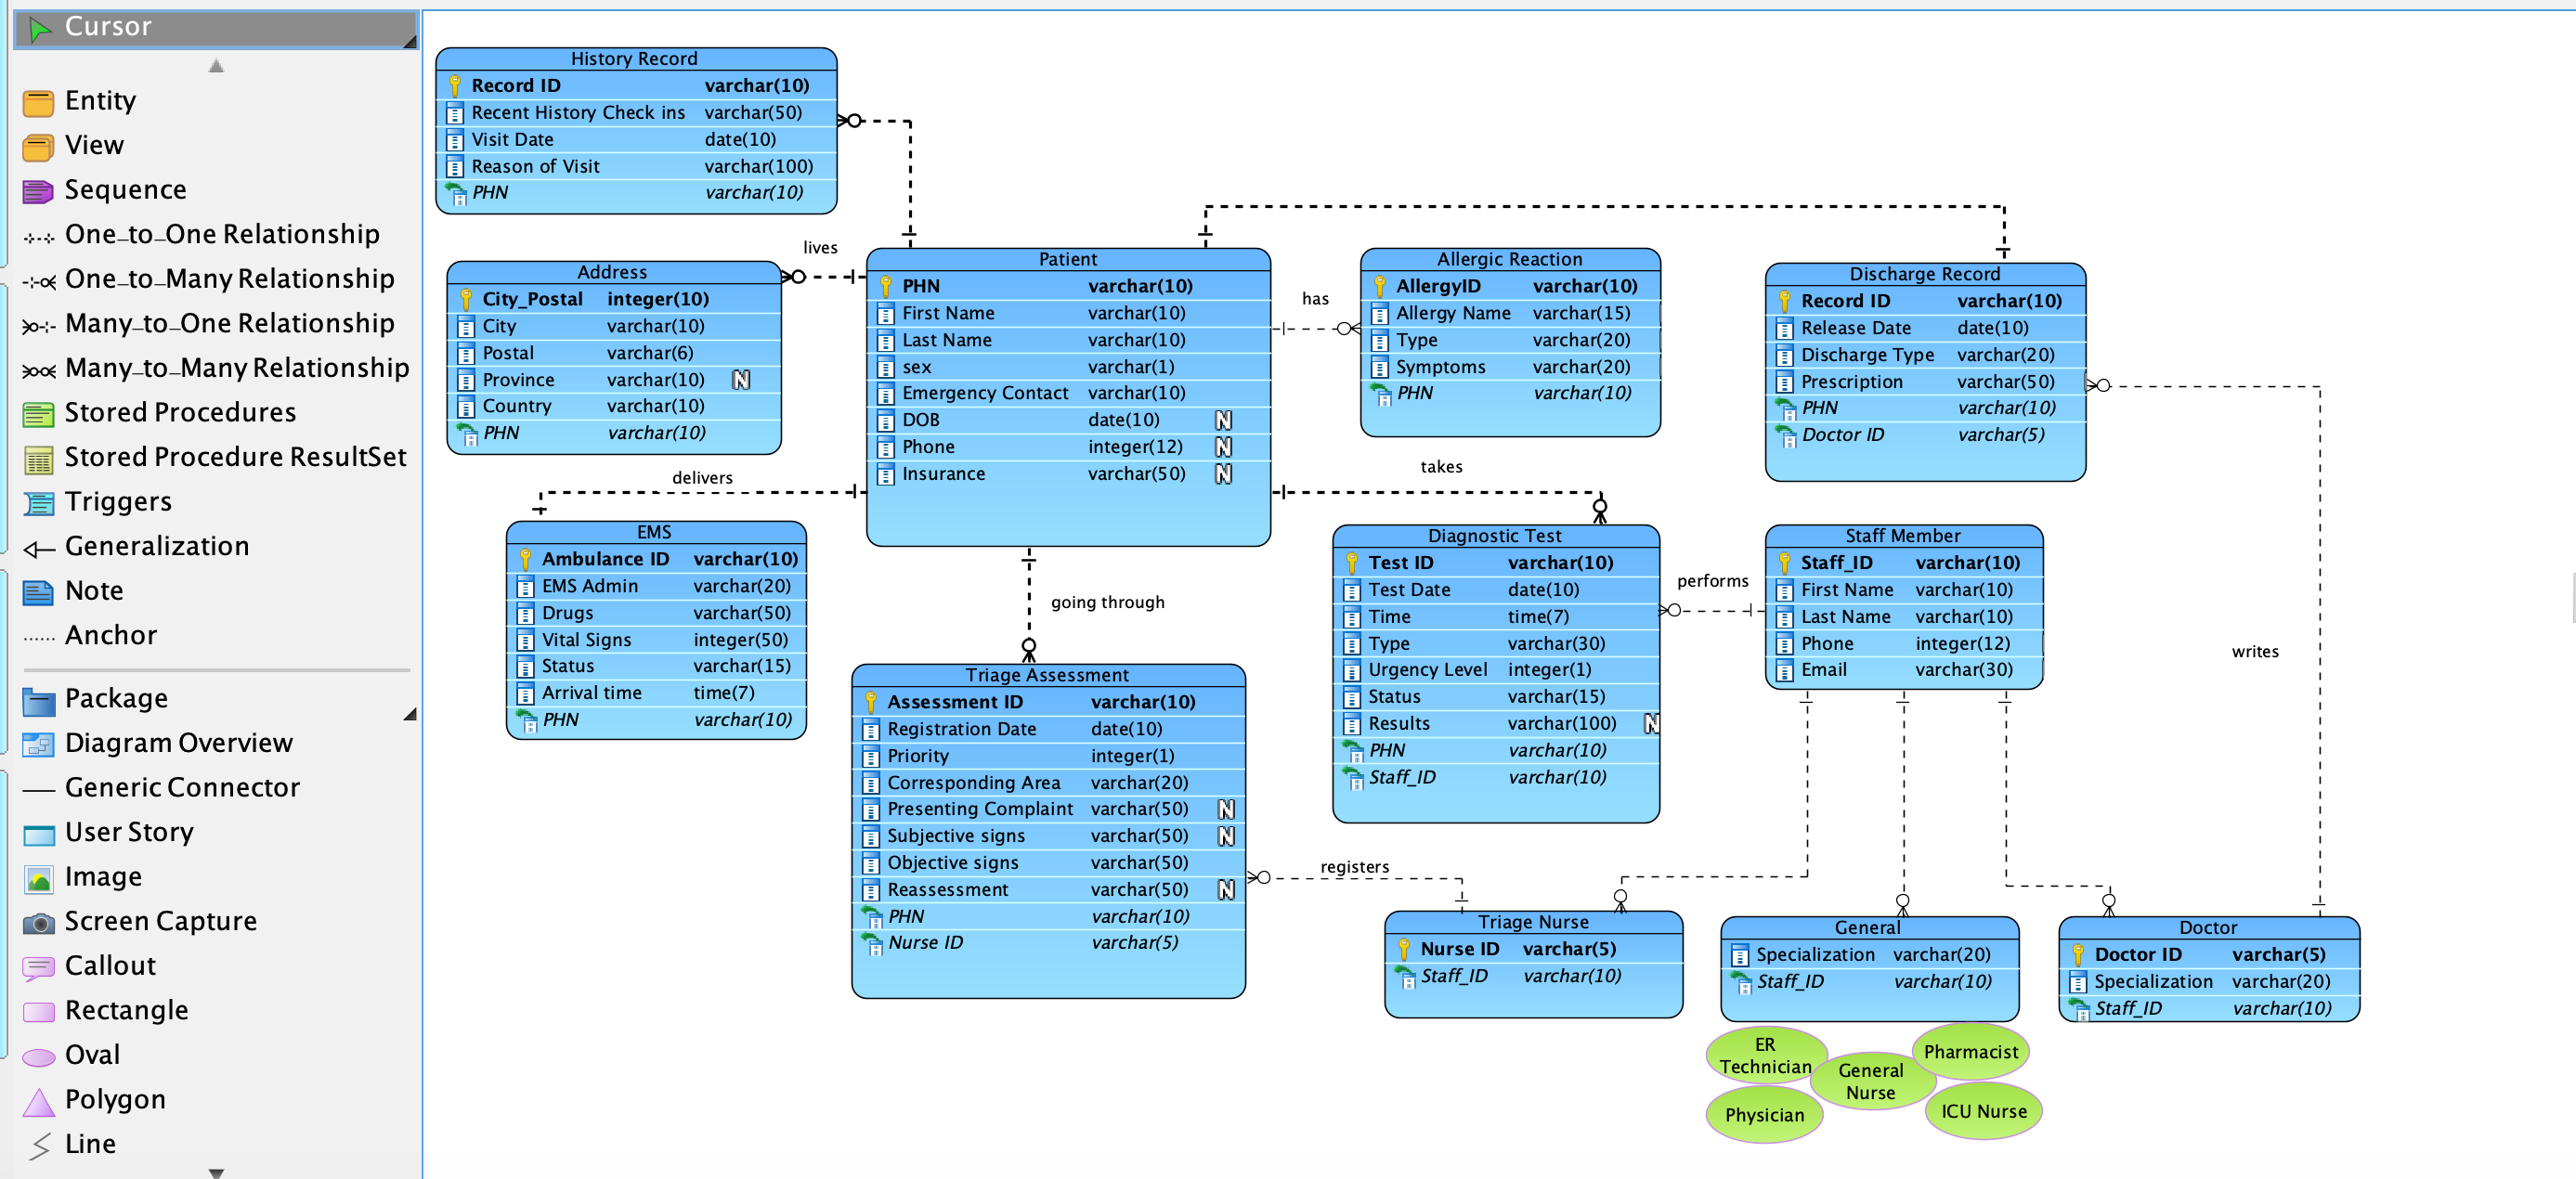 Cursor
Entity
View
Sequence
One-to-One Relationship
One-to-Many Relationship
Many-to-One Relationship
Many-to-Many Relationship
Stored Procedures
Stored Procedure ResultSet
Triggers
Generalization
Note
Anchor
Package
Diagram Overview
Generic Connector
User Story
Image
Screen Capture
Callout
Rectangle
Oval
Polygon
Line
History Record
Record ID varchar(10)
Recent History Check ins varchar(50)
Visit Date date(10)
Reason of Visit varchar(100)
PHN varchar(10)
lives
Address
City_Postal integer(10)
City varchar(10)
Postal varchar(6)
Province varchar(10) N
Country varchar(10)
PHN varchar(10)
Patient
PHN varchar(10)
First Name varchar(10)
Last Name varchar(10)
sex varchar(1)
Emergency Contact varchar(10)
DOB date(10) N
Phone integer(12) N
Insurance varchar(50) N
has
Allergic Reaction
AllergyID varchar(10)
Allergy Name varchar(15)
Type varchar(20)
Symptoms varchar(20)
PHN varchar(10)
Discharge Record
Record ID varchar(10)
Release Date date(10)
Discharge Type varchar(20)
Prescription varchar(50)
PHN varchar(10)
Doctor ID varchar(5)
delivers
takes
EMS
Ambulance ID varchar(10)
EMS Admin varchar(20)
Drugs varchar(50)
Vital Signs integer(50)
Status varchar(15)
Arrival time time(7)
PHN varchar(10)
going through
Diagnostic Test
Test ID varchar(10)
Test Date date(10)
Time time(7)
Type varchar(30)
Urgency Level integer(1)
Status varchar(15)
Results varchar(100) N
PHN varchar(10)
Staff_ID varchar(10)
performs
Staff Member
Staff_ID varchar(10)
First Name varchar(10)
Last Name varchar(10)
Phone integer(12)
Email varchar(30)
writes
Triage Assessment
Assessment ID varchar(10)
Registration Date date(10)
Priority integer(1)
Corresponding Area varchar(20)
Presenting Complaint varchar(50) N
Subjective signs varchar(50) N
Objective signs varchar(50)
Reassessment varchar(50) N
PHN varchar(10)
Nurse ID varchar(5)
registers
Triage Nurse
Nurse ID varchar(5)
Staff_ID varchar(10)
General
Specialization varchar(20)
Staff_ID varchar(10)
Doctor
Doctor ID varchar(5)
Specialization varchar(20)
Staff_ID varchar(10)
ER
Technician
General
Nurse
Pharmacist
Physician
ICU Nurse